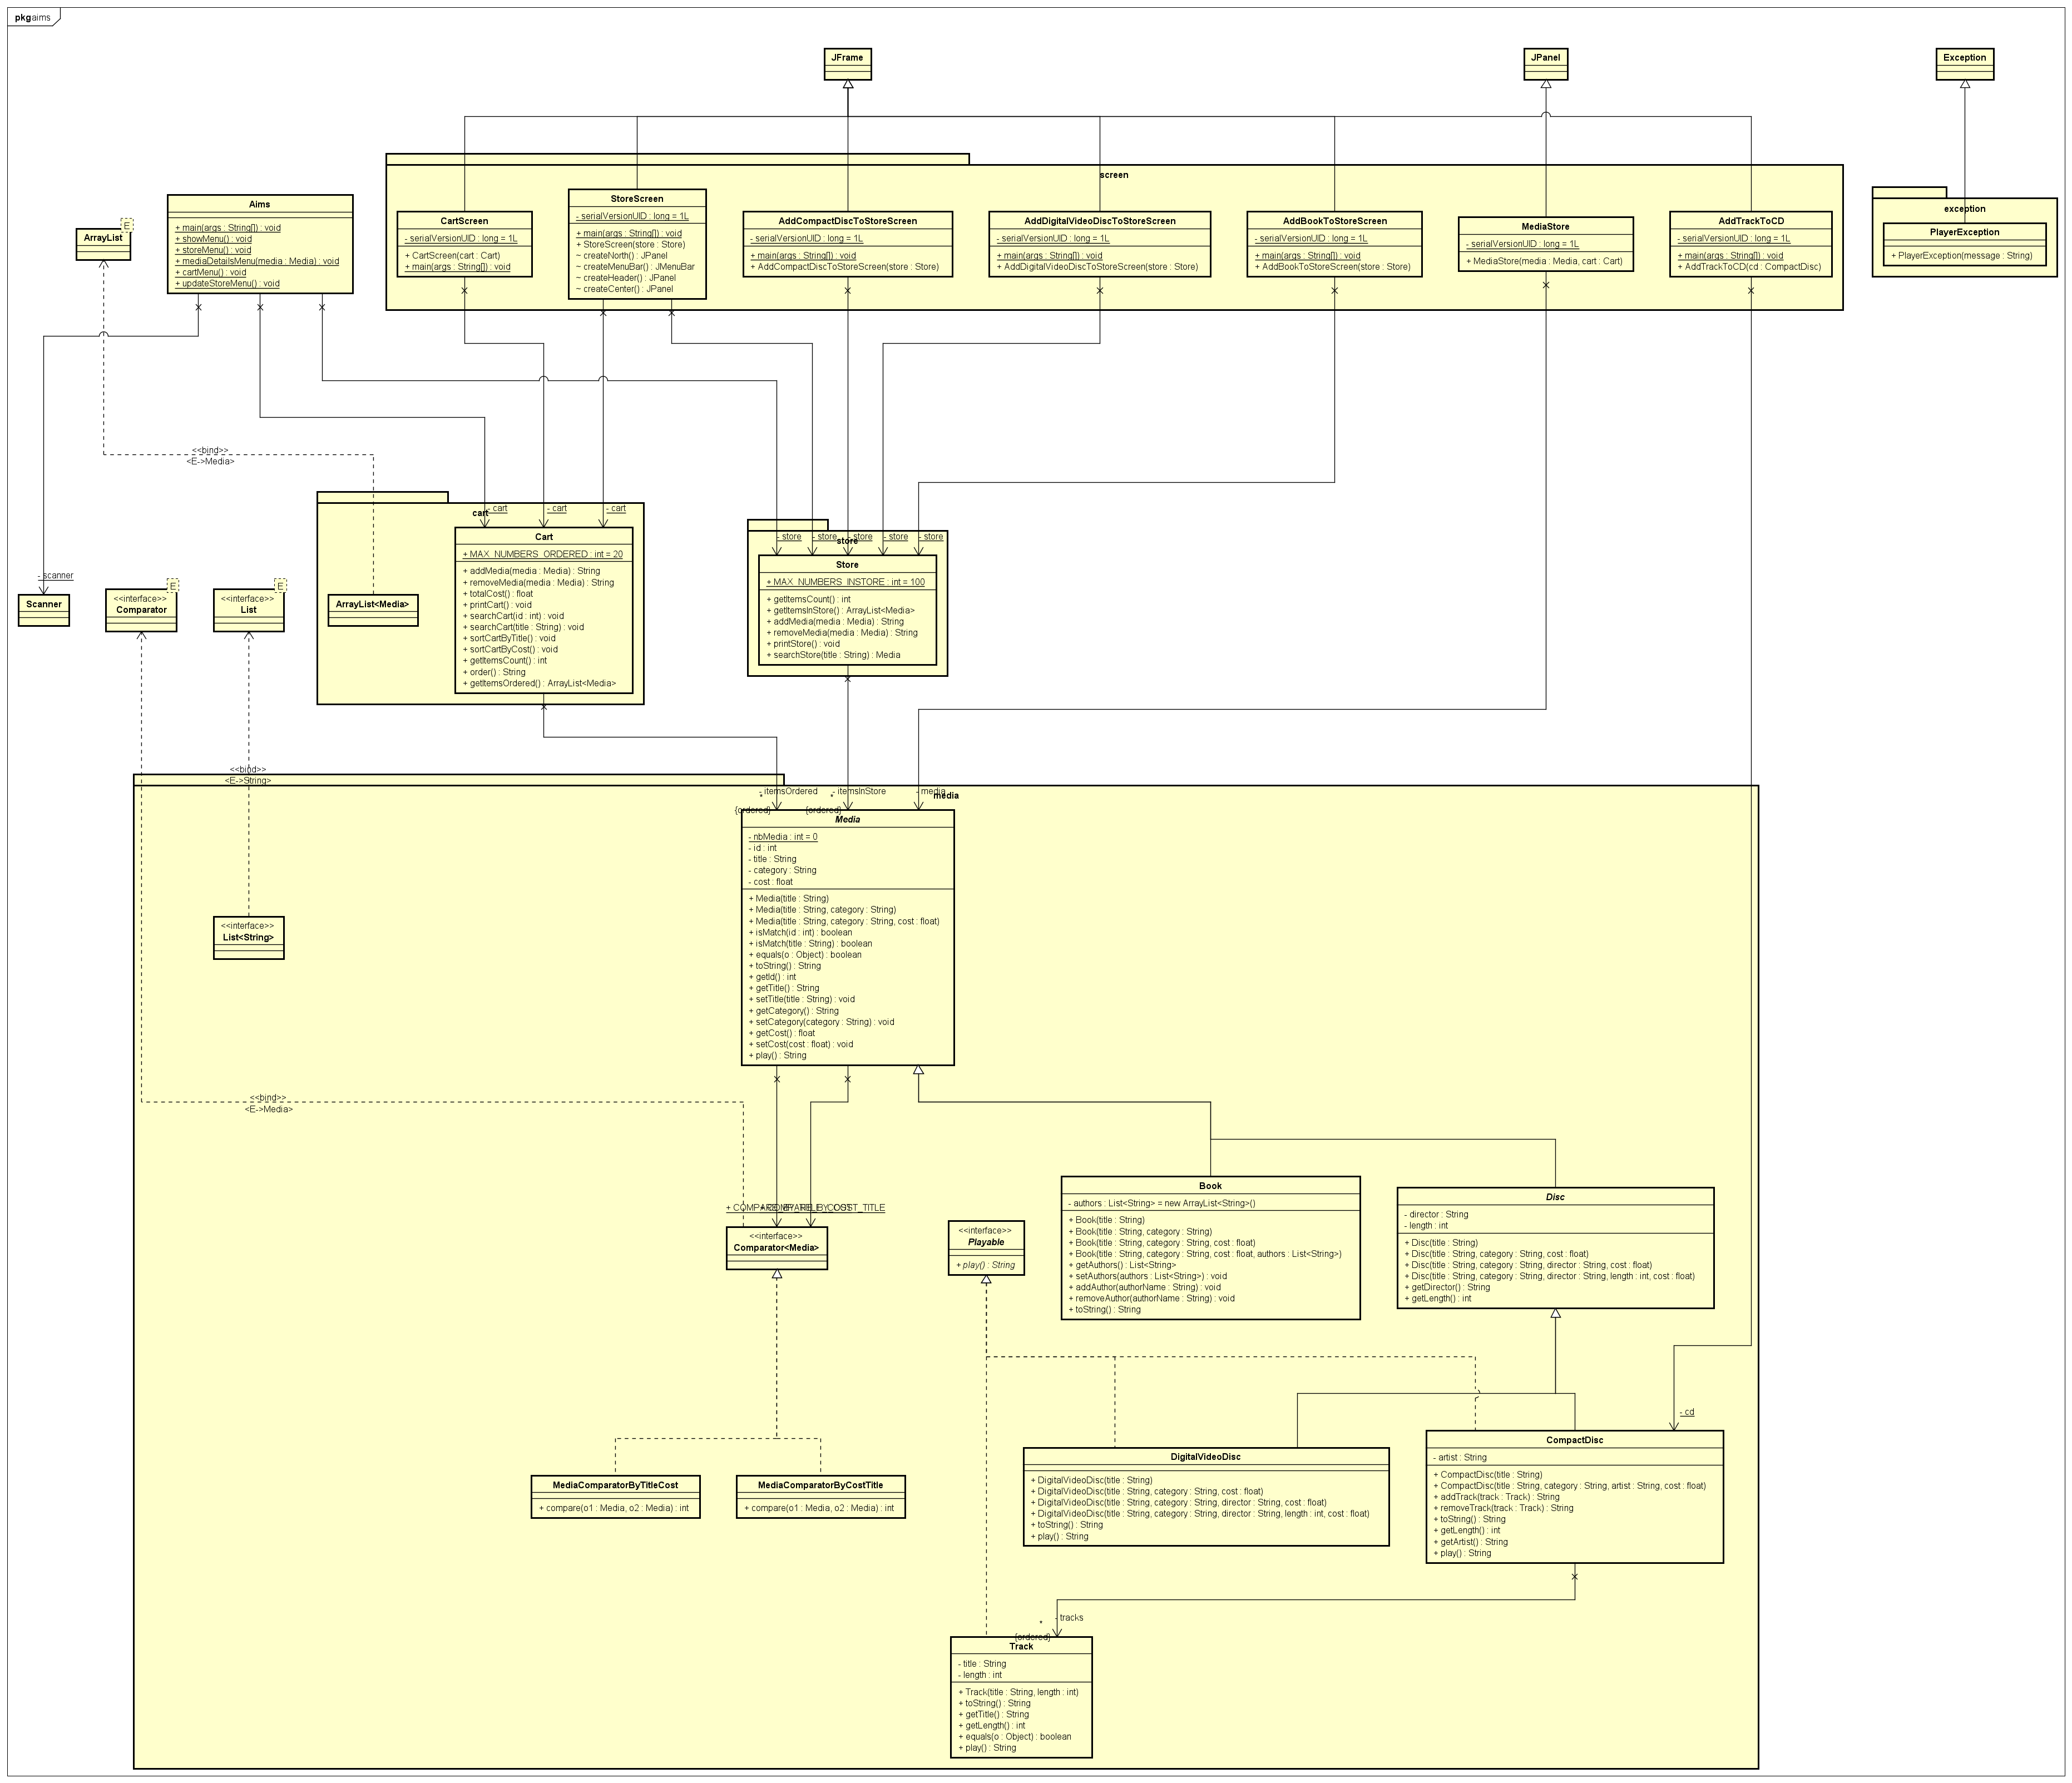 pkg aims
JFrame
JPanel
Exception
screen
exception
Aims
+ main(args : String[]) : void
+ showMenu() : void
+ storeMenu() : void
+ mediaDetailsMenu(media : Media) : void
+ cartMenu() : void
+ updateStoreMenu() : void
E
ArrayList
CartScreen
- serialVersionUID : long = 1L
+ CartScreen(cart : Cart)
+ main(args : String[]) : void
StoreScreen
- serialVersionUID : long = 1L
+ main(args : String[]) : void
+ StoreScreen(store : Store)
~ createNorth() : JPanel
~ createMenuBar() : JMenuBar
~ createHeader() : JPanel
~ createCenter() : JPanel
AddCompactDiscToStoreScreen
- serialVersionUID : long = 1L
+ main(args : String[]) : void
+ AddCompactDiscToStoreScreen(store : Store)
AddDigitalVideoDiscToStoreScreen
- serialVersionUID : long = 1L
+ main(args : String[]) : void
+ AddDigitalVideoDiscToStoreScreen(store : Store)
AddBookToStoreScreen
- serialVersionUID : long = 1L
+ main(args : String[]) : void
+ AddBookToStoreScreen(store : Store)
MediaStore
- serialVersionUID : long = 1L
+ MediaStore(media : Media, cart : Cart)
AddTrackToCD
- serialVersionUID : long = 1L
+ main(args : String[]) : void
+ AddTrackToCD(cd : CompactDisc)
PlayerException
+ PlayerException(message : String)
<<bind>>
<E->Media>
cart
- cart
- cart
- cart
Cart
+ MAX_NUMBERS_ORDERED : int = 20
+ addMedia(media : Media) : String
+ removeMedia(media : Media) : String
+ totalCost() : float
+ printCart() : void
+ searchCart(id : int) : void
+ searchCart(title : String) : void
+ sortCartByTitle() : void
+ sortCartByCost() : void
+ getItemsCount() : int
+ order() : String
+ getItemsOrdered() : ArrayList<Media>
ArrayList<Media>
store
- store
- store
- store
- store
- store
Store
+ MAX_NUMBERS_INSTORE : int = 100
+ getItemsCount() : int
+ getItemsInStore() : ArrayList<Media>
+ addMedia(media : Media) : String
+ removeMedia(media : Media) : String
+ printStore() : void
+ searchStore(title : String) : Media
- scanner
Scanner
E
<<interface>>
Comparator
E
<<interface>>
List
<<bind>>
<E->String>
<<interface>>
List<String>
media
- itemsOrdered
*
{ordered}
- itemsInStore
*
{ordered}
- media
Media
- nbMedia : int = 0
- id : int
- title : String
- category : String
- cost : float
+ Media(title : String)
+ Media(title : String, category : String)
+ Media(title : String, category : String, cost : float)
+ isMatch(id : int) : boolean
+ isMatch(title : String) : boolean
+ equals(o : Object) : boolean
+ toString() : String
+ getId() : int
+ getTitle() : String
+ setTitle(title : String) : void
+ getCategory() : String
+ setCategory(category : String) : void
+ getCost() : float
+ setCost(cost : float) : void
+ play() : String
<<bind>>
<E->Media>
<<interface>>
Comparator<Media>
<<interface>>
Playable
+ play() : String
Book
- authors : List<String> = new ArrayList<String>()
+ Book(title : String)
+ Book(title : String, category : String)
+ Book(title : String, category : String, cost : float)
+ Book(title : String, category : String, cost : float, authors : List<String>)
+ getAuthors() : List<String>
+ setAuthors(authors : List<String>) : void
+ addAuthor(authorName : String) : void
+ removeAuthor(authorName : String) : void
+ toString() : String
Disc
- director : String
- length : int
+ Disc(title : String)
+ Disc(title : String, category : String, cost : float)
+ Disc(title : String, category : String, director : String, cost : float)
+ Disc(title : String, category : String, director : String, length : int, cost : float)
+ getDirector() : String
+ getLength() : int
- cd
MediaComparatorByTitleCost
+ compare(o1 : Media, o2 : Media) : int
MediaComparatorByCostTitle
+ compare(o1 : Media, o2 : Media) : int
DigitalVideoDisc
+ DigitalVideoDisc(title : String)
+ DigitalVideoDisc(title : String, category : String, cost : float)
+ DigitalVideoDisc(title : String, category : String, director : String, cost : float)
+ DigitalVideoDisc(title : String, category : String, director : String, length : int, cost : float)
+ toString() : String
+ play() : String
CompactDisc
- artist : String
+ CompactDisc(title : String)
+ CompactDisc(title : String, category : String, artist : String, cost : float)
+ addTrack(track : Track) : String
+ removeTrack(track : Track) : String
+ toString() : String
+ getLength() : int
+ getArtist() : String
+ play() : String
- tracks
*
{ordered}
Track
- title : String
- length : int
+ Track(title : String, length : int)
+ toString() : String
+ getTitle() : String
+ getLength() : int
+ equals(o : Object) : boolean
+ play() : String